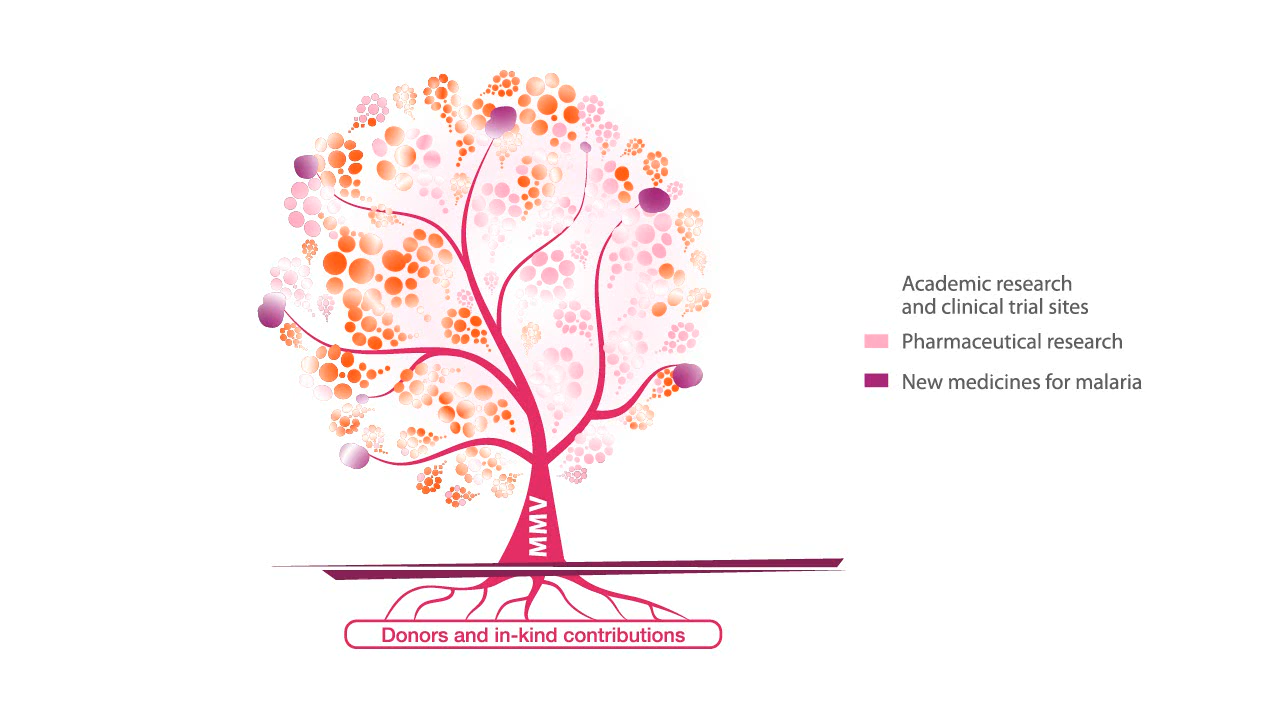 Academic research
and clinical trial sites
Pharmaceutical research
New medicines for malaria
MMV
Donors and in-kind contributions